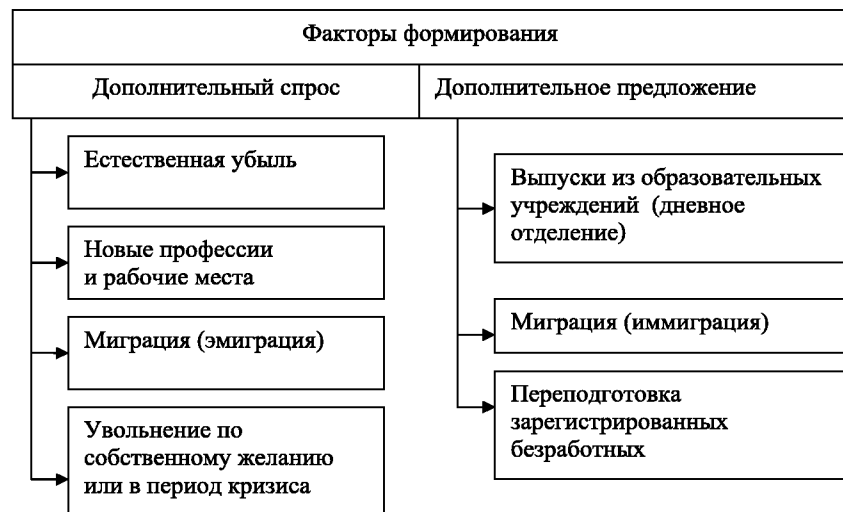 Факторы формирования
Дополнительный спрос
Дополнительное предложение
Естественная убыль
Новые профессии
и рабочие места
Миграция (эмиграция)
Увольнение по
собственному желанию
или в период кризиса
Выпуски из образовательных
учреждений (дневное
отделение)
Миграция (иммиграция)
Переподготовка
зарегистрированных
безработных